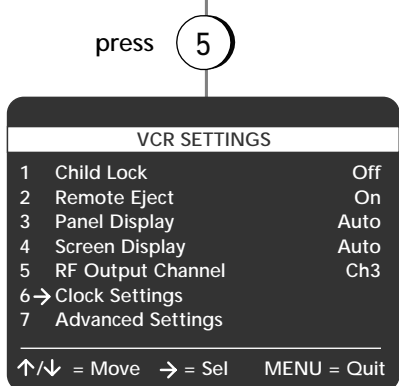 press 5
VCR SETTINGS
1 Child Lock Off
2 Remote Eject On
3 Panel Display Auto
4 Screen Display Auto
5 RF Output Channel Ch3
6→ Clock Settings
7 Advanced Settings
↑/↓ = Move → = Sel MENU = Quit